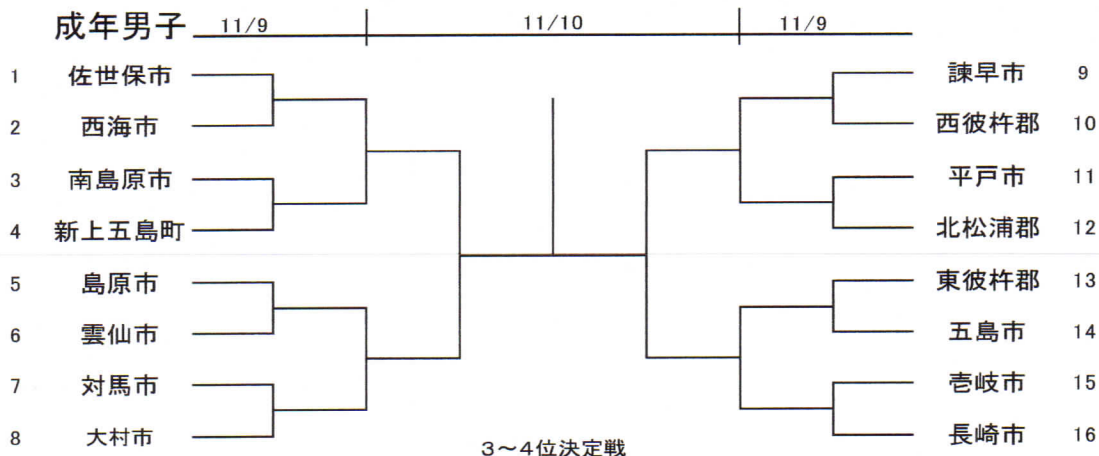 成年男子 11/9 11/10 11/9
1 佐世保市
2 西海市
3 南島原市
4 新上五島町
5 島原市
6 雲仙市
7 対馬市
8 大村市
諫早市 9
西彼杵郡 10
平戸市 11
北松浦郡 12
東彼杵郡 13
五島市 14
壱岐市 15
長崎市 16
3～4位決定戦